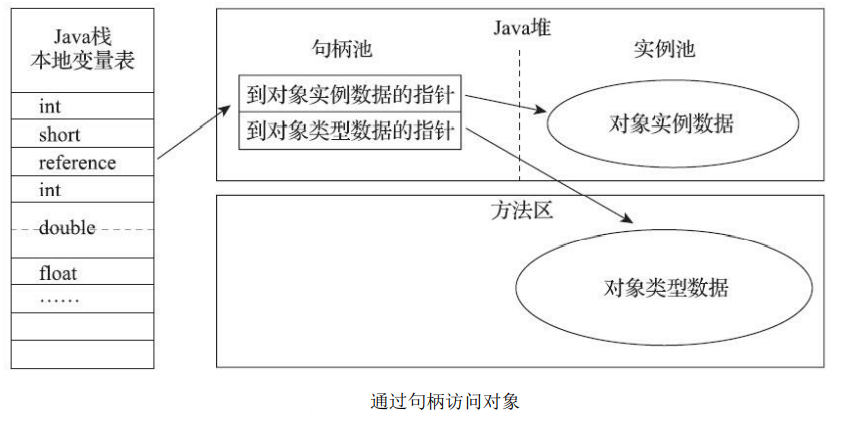 Java栈
本地变量表
int
short
reference
int
double
float
……
Java堆
句柄池
实例池
到对象实例数据的指针
到对象类型数据的指针
对象实例数据
方法区
对象类型数据
通过句柄访问对象